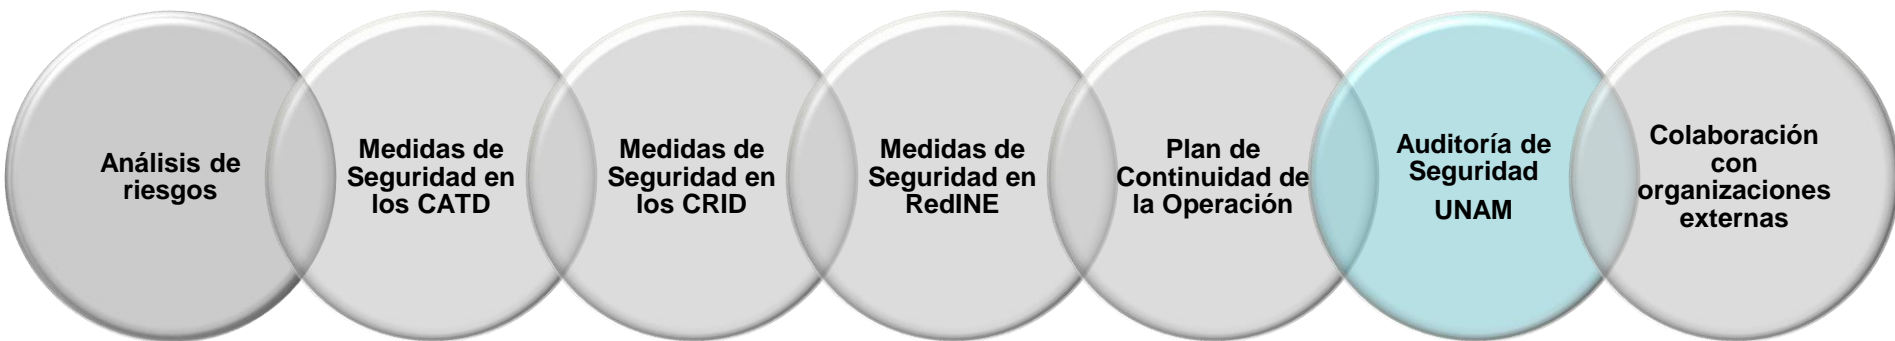 Análisis de
riesgos
Medidas de
Seguridad en
los CATD
Medidas de
Seguridad en
los CRID
Medidas de
Seguridad en
RedINE
Plan de
Continuidad de
la Operación
Auditoría de
Seguridad
UNAM
Colaboración
con
organizaciones
externas